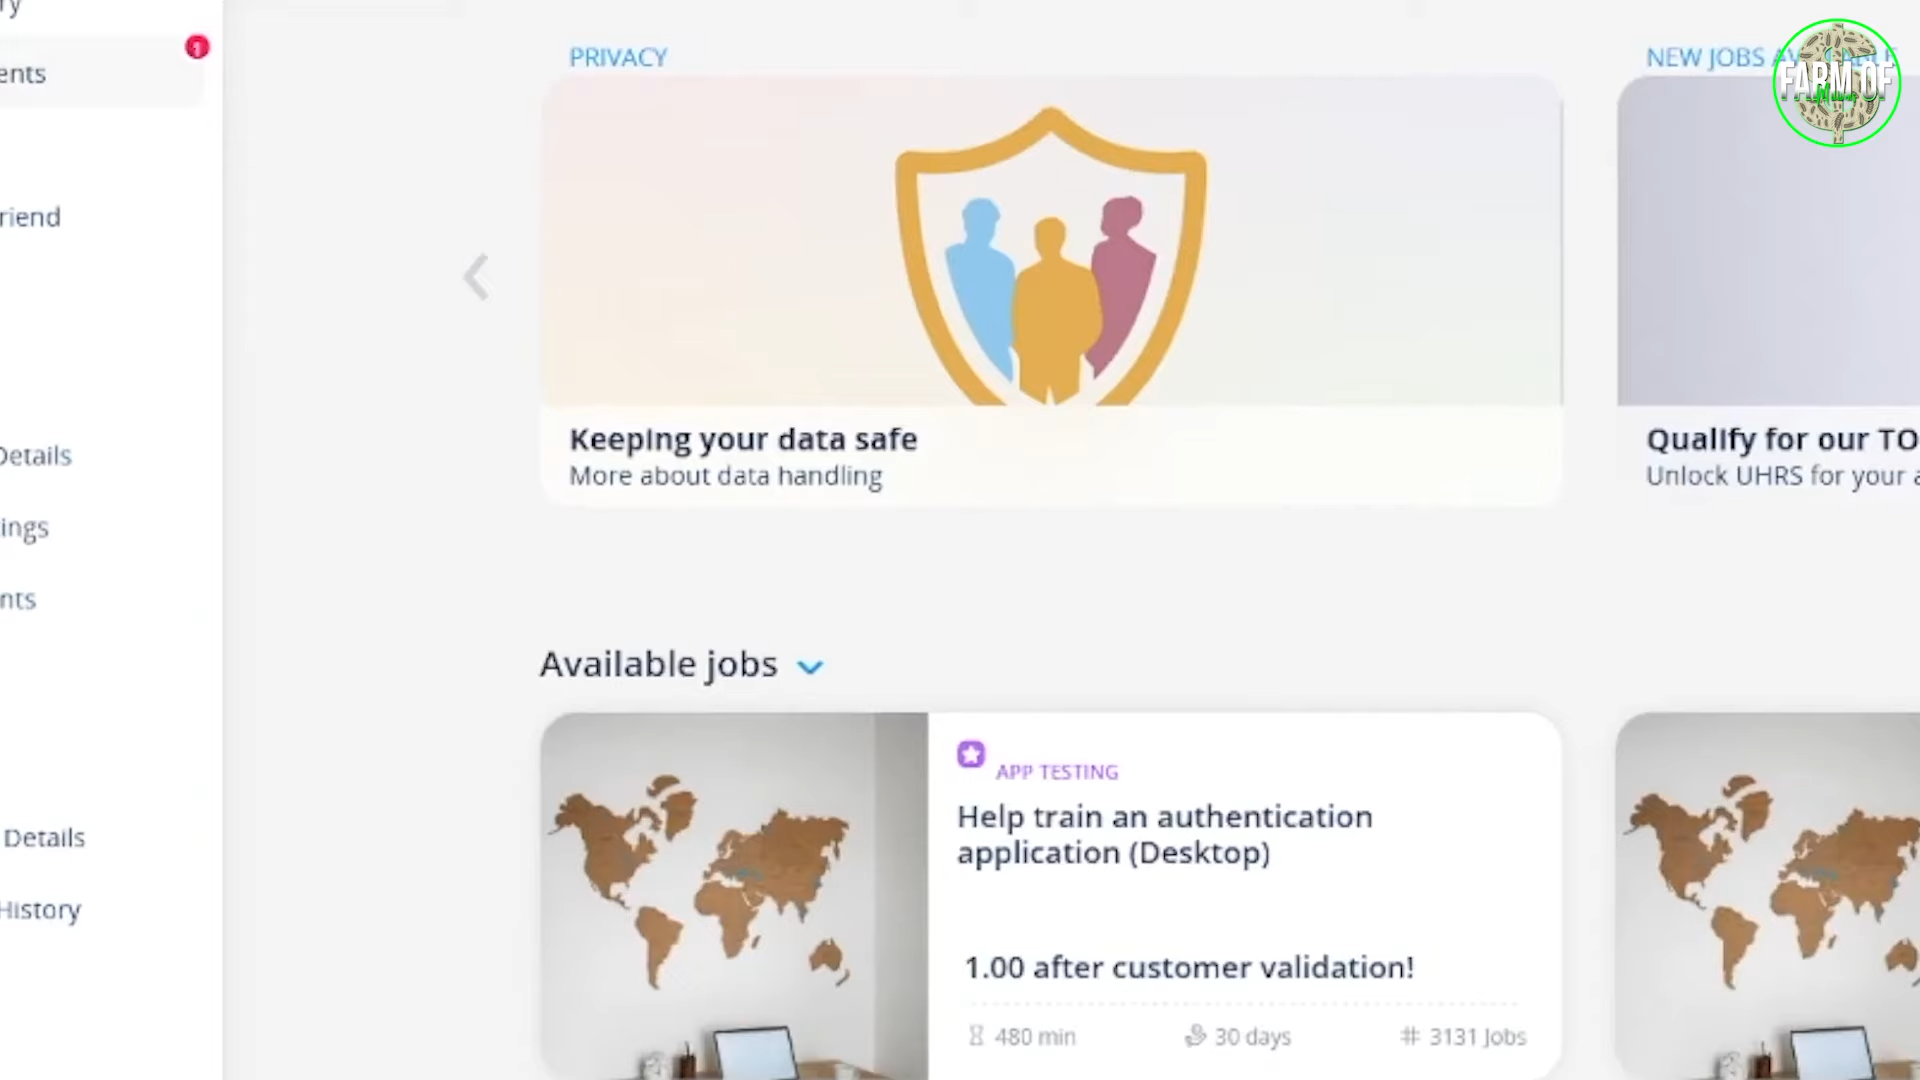 ry
ents
1
riend
Details
ings
nts
Details
History
PRIVACY
Keeping your data safe
More about data handling
NEW JOBS
FARM OF
Qualify for our TO
Unlock UHRS for your a
Available jobs
APP TESTING
Help train an authentication
application (Desktop)
1.00 after customer validation!
480 min
30 days
# 3131 Jobs